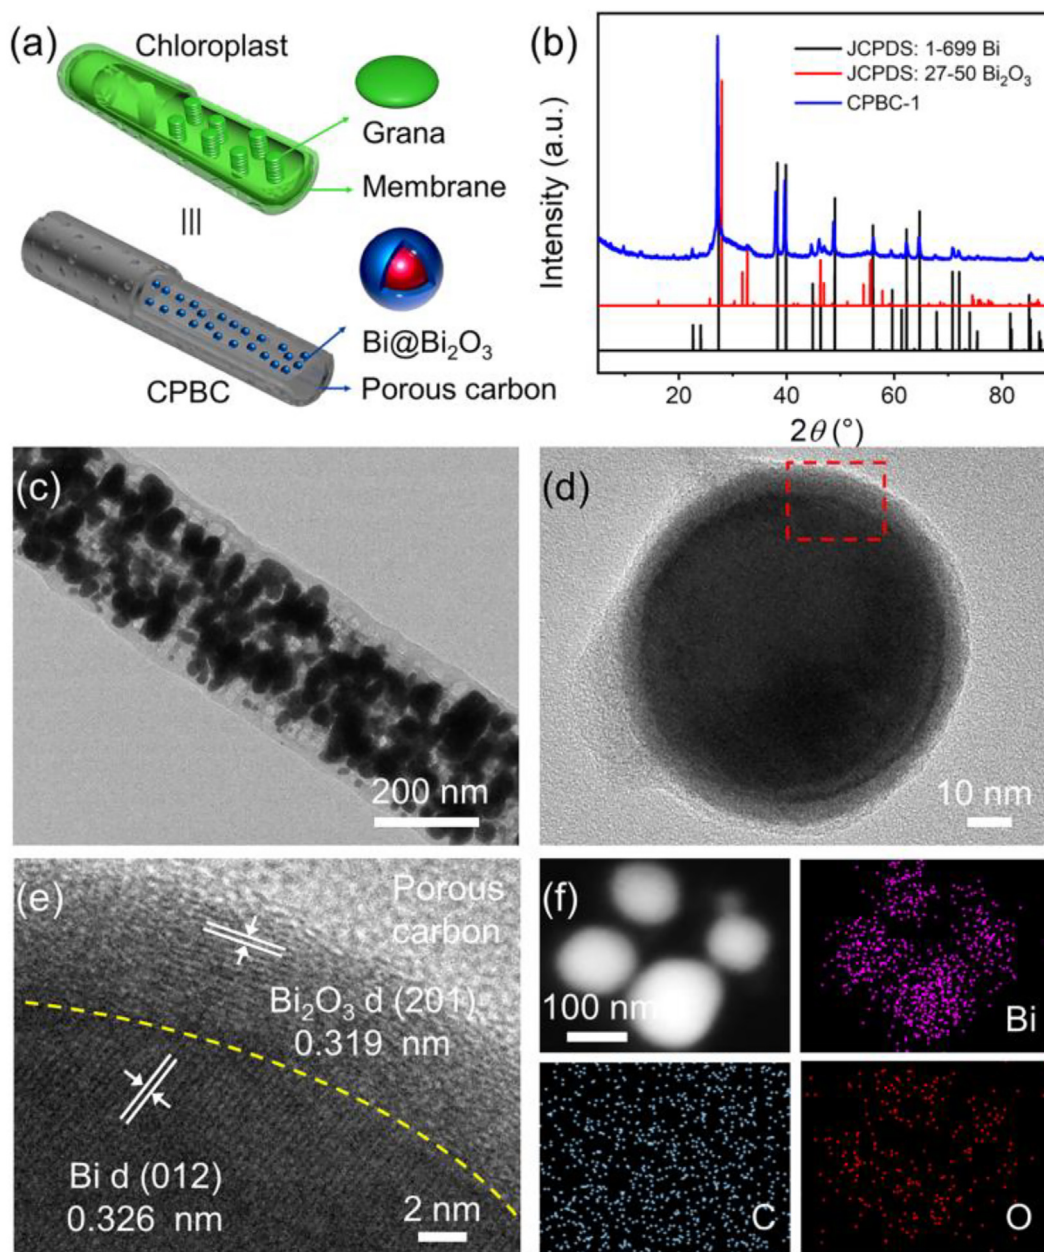 (a)
Chloroplast
Grana
Membrane
Bi@Bi₂O₃
CPBC
Porous carbon
(b)
JCPDS: 1-699 Bi
JCPDS: 27-50 Bi₂O₃
CPBC-1
Intensity (a.u.)
20 40 60 80
2θ (°)
(c)
200 nm
(d)
10 nm
(e)
Porous
carbon
Bi₂O₃ d (201)
0.319 nm
Bi d (012)
0.326 nm
2 nm
(f)
100 nm
Bi
C
O